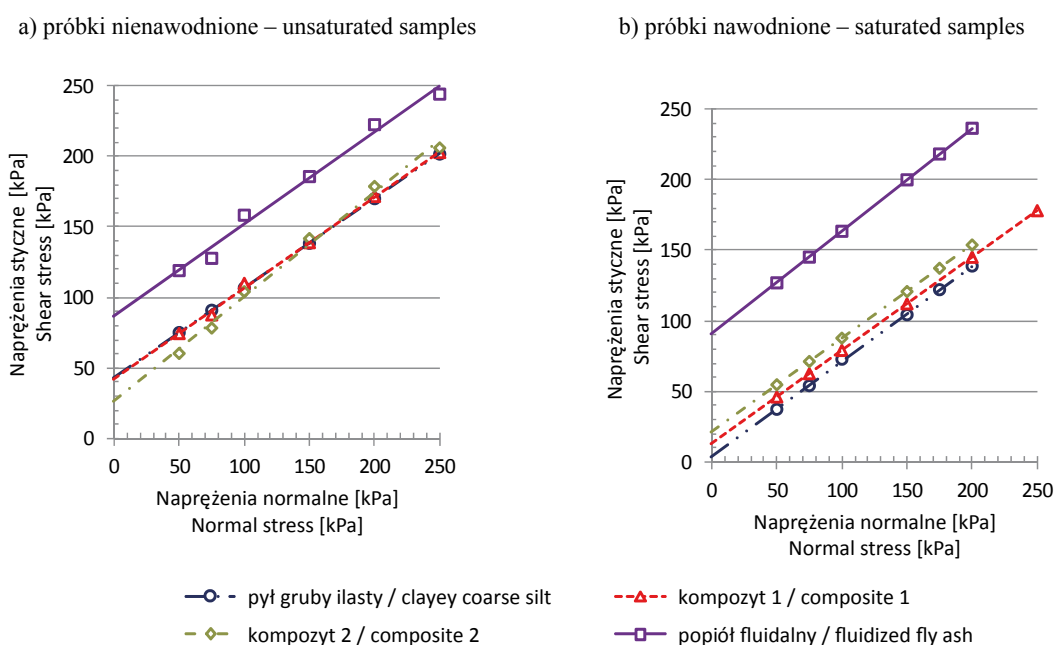 a) próbki nienawodnione – unsaturated samples
b) próbki nawodnione – saturated samples
Naprężenia styczne [kPa]
Shear stress [kPa]
250
200
150
100
50
0
0 50 100 150 200 250
Naprężenia normalne [kPa]
Normal stress [kPa]
Naprężenia styczne [kPa]
Shear stress [kPa]
250
200
150
100
50
0
0 50 100 150 200 250
Naprężenia normalne [kPa]
Normal stress [kPa]
pył gruby ilasty / clayey coarse silt
kompozyt 1 / composite 1
kompozyt 2 / composite 2
popiół fluidalny / fluidized fly ash